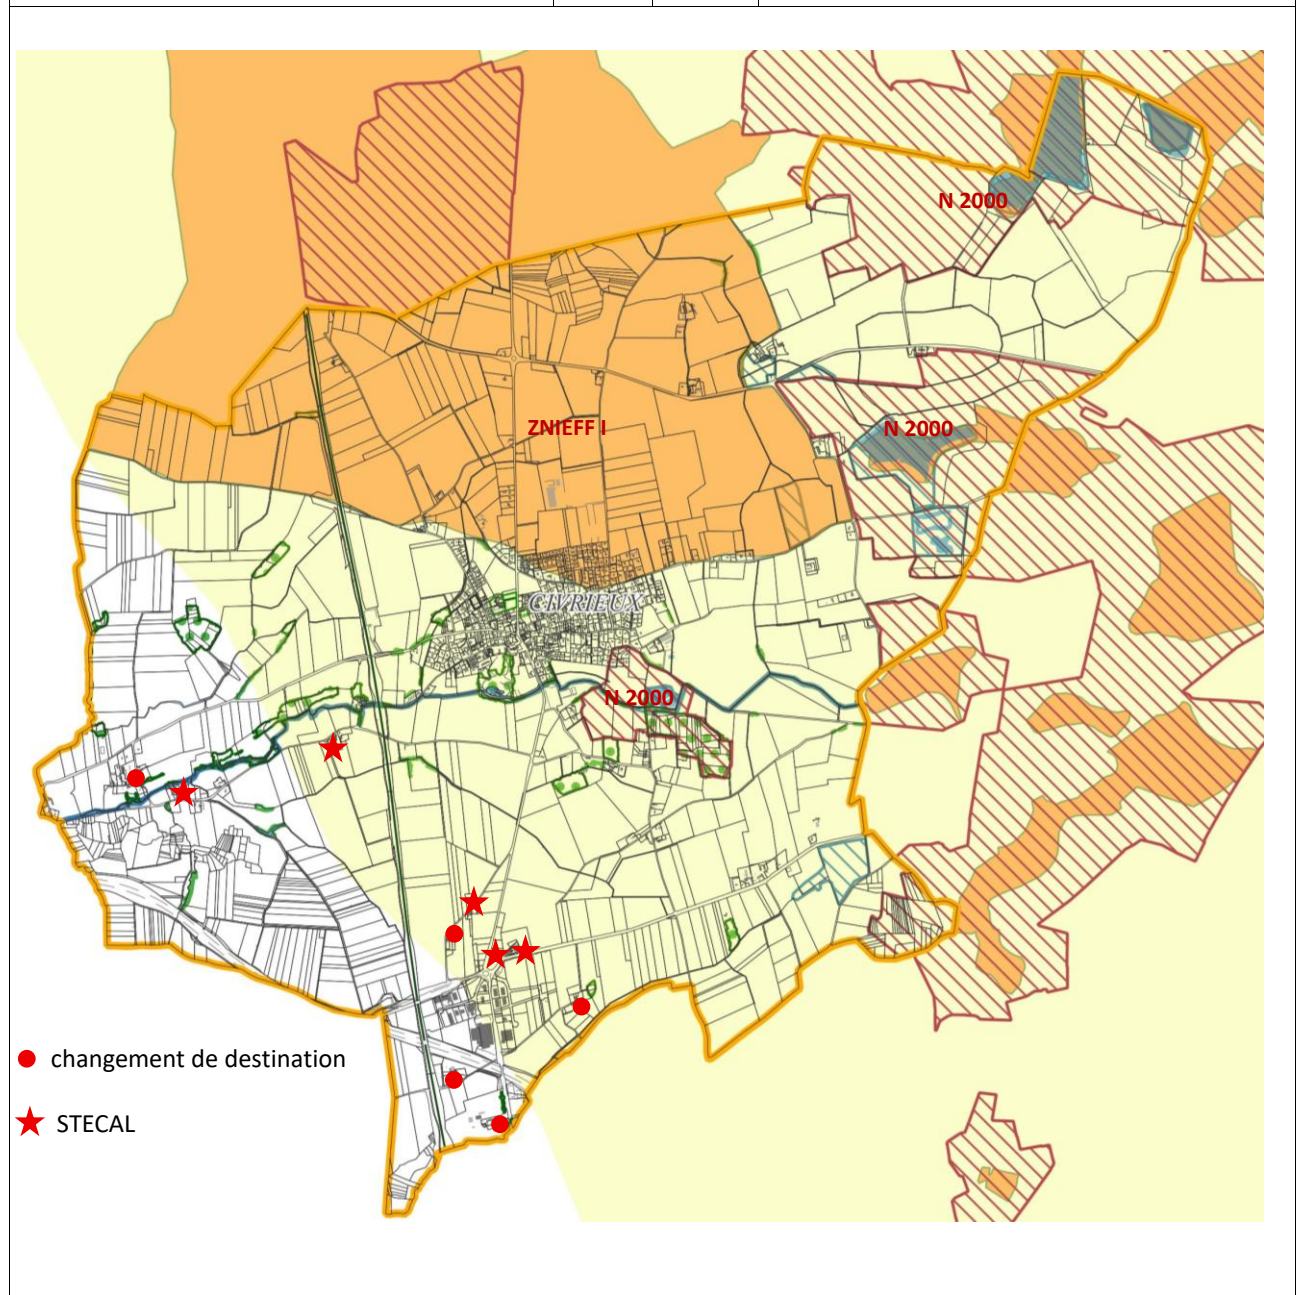 N 2000
ZNIEFF I
N 2000
CIVRIEUX
N 2000
changement de destination
STECAL